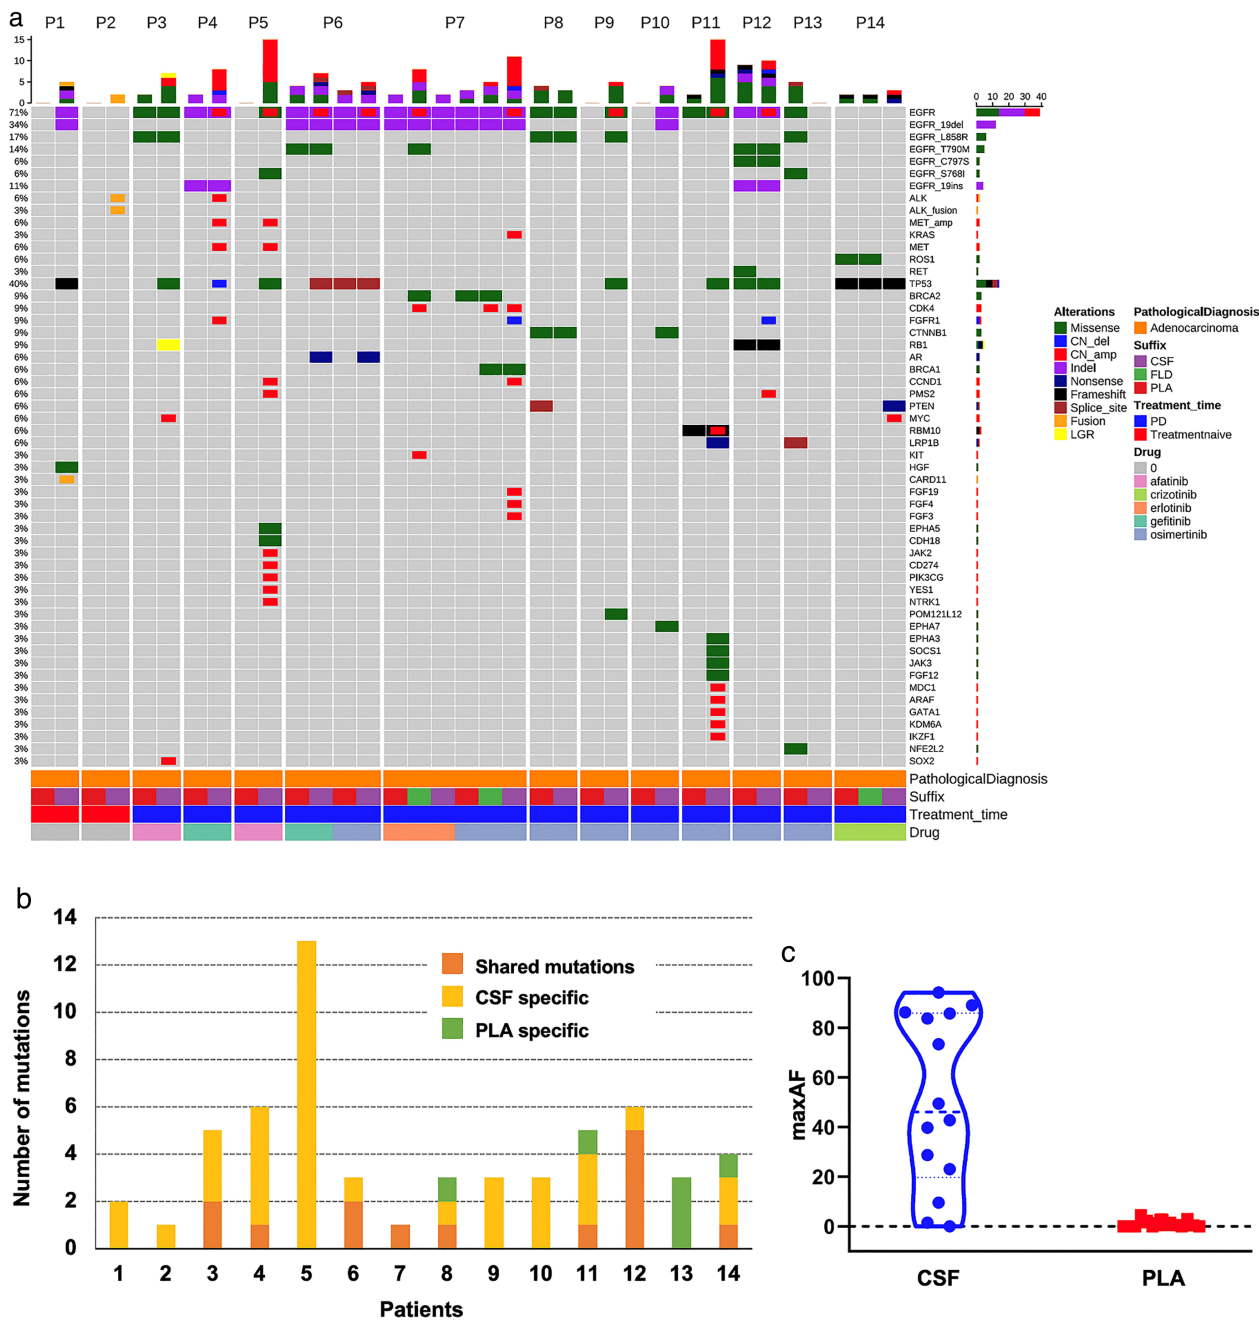 a
P1 P2 P3 P4 P5 P6 P7 P8 P9 P10 P11 P12 P13 P14
15
10
5
0
0 10 20 30 40
71% EGFR
34% EGFR_19del
17% EGFR_L858R
14% EGFR_T790M
6% EGFR_C797S
6% EGFR_S768I
11% EGFR_19ins
6% ALK
3% ALK_fusion
6% MET_amp
3% KRAS
6% MET
6% ROS1
3% RET
40% TP53
9% BRCA2
9% CDK4
9% FGFR1
9% CTNNB1
9% RB1
6% AR
6% BRCA1
6% CCND1
6% PMS2
6% PTEN
6% MYC
6% RBM10
6% LRP1B
3% KIT
3% HGF
3% CARD11
3% FGF19
3% FGF4
3% FGF3
3% EPHA5
3% CDH18
3% JAK2
3% CD274
3% PIK3CG
3% YES1
3% NTRK1
3% POM121L12
3% EPHA7
3% EPHA3
3% SOCS1
3% JAK3
3% FGF12
3% MDC1
3% ARAF
3% GATA1
3% KDM6A
3% IKZF1
3% NFE2L2
3% SOX2
PathologicalDiagnosis
Suffix
Treatment_time
Drug
Alterations
Missense
CN_del
CN_amp
Indel
Nonsense
Frameshift
Splice_site
Fusion
LGR
PathologicalDiagnosis
Adenocarcinoma
Suffix
CSF
FLD
PLA
Treatment_time
PD
Treatmentnaive
Drug
0
afatinib
crizotinib
erlotinib
gefitinib
osimertinib
b
Number of mutations
14
12
10
8
6
4
2
0
Shared mutations
CSF specific
PLA specific
1 2 3 4 5 6 7 8 9 10 11 12 13 14
Patients
c
maxAF
100
80
60
40
20
0
CSF PLA